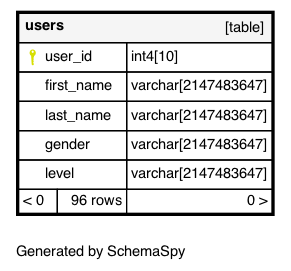 users [table]
user_id int4[10]
first_name varchar[2147483647]
last_name varchar[2147483647]
gender varchar[2147483647]
level varchar[2147483647]
< 0 96 rows 0 >
Generated by SchemaSpy